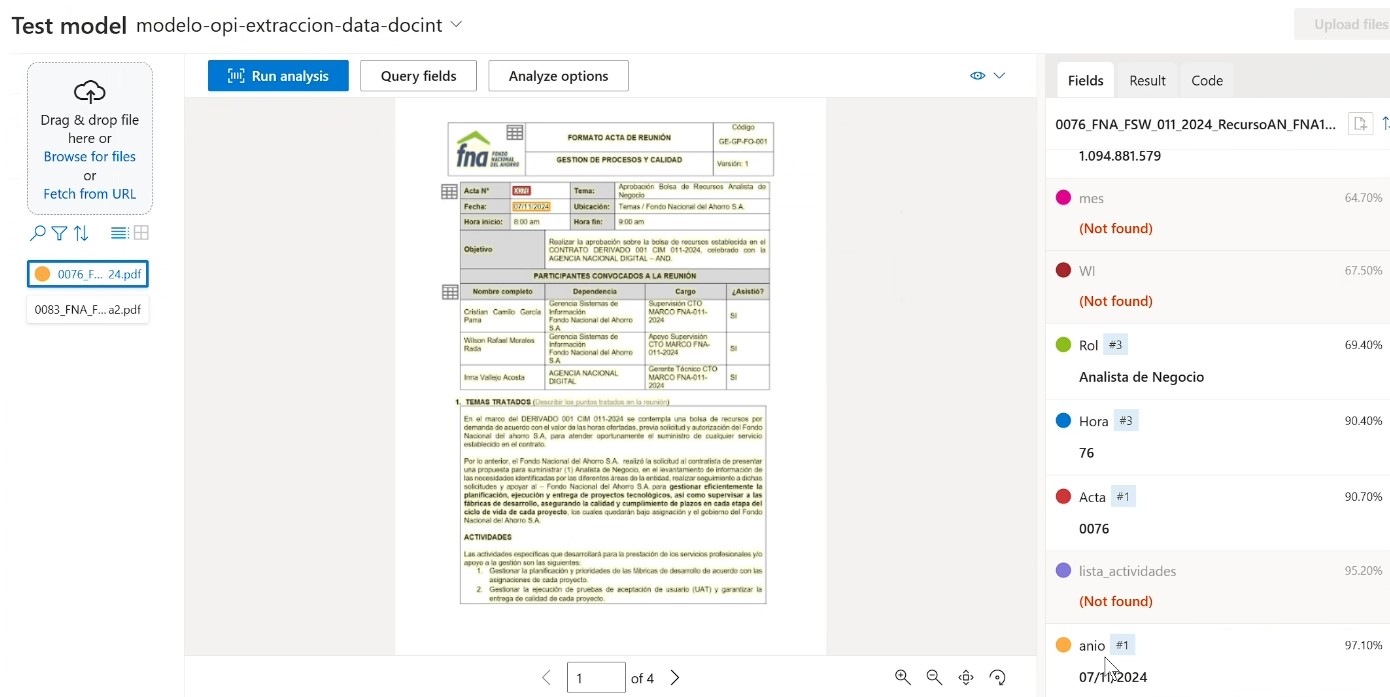 Test model modelo-opi-extraccion-data-docint
Upload files
Drag & drop file
here or
Browse for files
or
Fetch from URL
0076_F... 24.pdf
0083_FNA_F...a2.pdf
Run analysis
Query fields
Analyze options
fna FONDO
NACIONAL
DEL AHORRO
FORMATO ACTA DE REUNIÓN
Código
GE-GP-FO-001
GESTION DE PROCESOS Y CALIDAD
Versión: 1
Acta N°
Tema:
Aprobación Bolsa de Recursos Analista de
Negocio
Fecha:
07/11/2024
Ubicación:
Temas / Fondo Nacional del Ahorro S.A.
Hora inicio:
8:00 am
Hora fin:
9:00 am
Objetivo
Realizar la aprobación sobre la bolsa de recursos establecida en el
CONTRATO DERIVADO 001 CIM 011-2024, celebrado con la
AGENCIA NACIONAL DIGITAL – AND.
PARTICIPANTES CONVOCADOS A LA REUNIÓN
Nombre completo
Dependencia
Cargo
¿Asistió?
Cristian Camilo García
Parra
Gerencia Sistemas de
Información
Fondo Nacional del Ahorro
S.A
Supervisión CTO
MARCO FNA-011-
2024
SI
Wilson Rafael Morales
Rada
Gerencia Sistemas de
Información
Fondo Nacional del Ahorro
S.A
Apoyo Supervisión
CTO MARCO FNA-
011-2024
SI
Irina Vallejo Acosta
AGENCIA NACIONAL
DIGITAL
Gerente Técnico CTO
MARCO FNA-011-
2024
SI
1. TEMAS TRATADOS (Describir los puntos tratados en la reunión)
En el marco del DERIVADO 001 CIM 011-2024 se contempla una bolsa de recursos por
demanda de acuerdo con el valor de las horas ofertadas, previa solicitud y autorización del Fondo
Nacional del ahorro S.A, para atender oportunamente el suministro de cualquier servicio
establecido en el contrato.
Por lo anterior, el Fondo Nacional del Ahorro S.A. realizó la solicitud al contratista de presentar
una propuesta para suministrar (1) Analista de Negocio, en el levantamiento de información de
las necesidades identificadas por las diferentes áreas de la entidad, realizar seguimiento a dichas
solicitudes y apoyar al – Fondo Nacional del Ahorro S.A. para gestionar eficientemente la
planificación, ejecución y entrega de proyectos tecnológicos, así como supervisar a las
fábricas de desarrollo, asegurando la calidad y cumplimiento de plazos en cada etapa del
ciclo de vida de cada proyecto, los cuales quedarán bajo asignación y el gobierno del Fondo
Nacional del Ahorro S.A.
ACTIVIDADES
Las actividades específicas que desarrollará para la prestación de los servicios profesionales y/o
apoyo a la gestión son las siguientes:
1. Gestionar la planificación y prioridades de las fábricas de desarrollo de acuerdo con las
asignaciones de cada proyecto.
2. Gestionar la ejecución de pruebas de aceptación de usuario (UAT) y garantizar la
entrega de calidad de cada proyecto.
1 of 4
Fields
Result
Code
0076_FNA_FSW_011_2024_RecursoAN_FNA1...
1.094.881.579
mes 64.70%
(Not found)
WI 67.50%
(Not found)
Rol #3 69.40%
Analista de Negocio
Hora #3 90.40%
76
Acta #1 90.70%
0076
lista_actividades 95.20%
(Not found)
anio #1 97.10%
07/11/2024